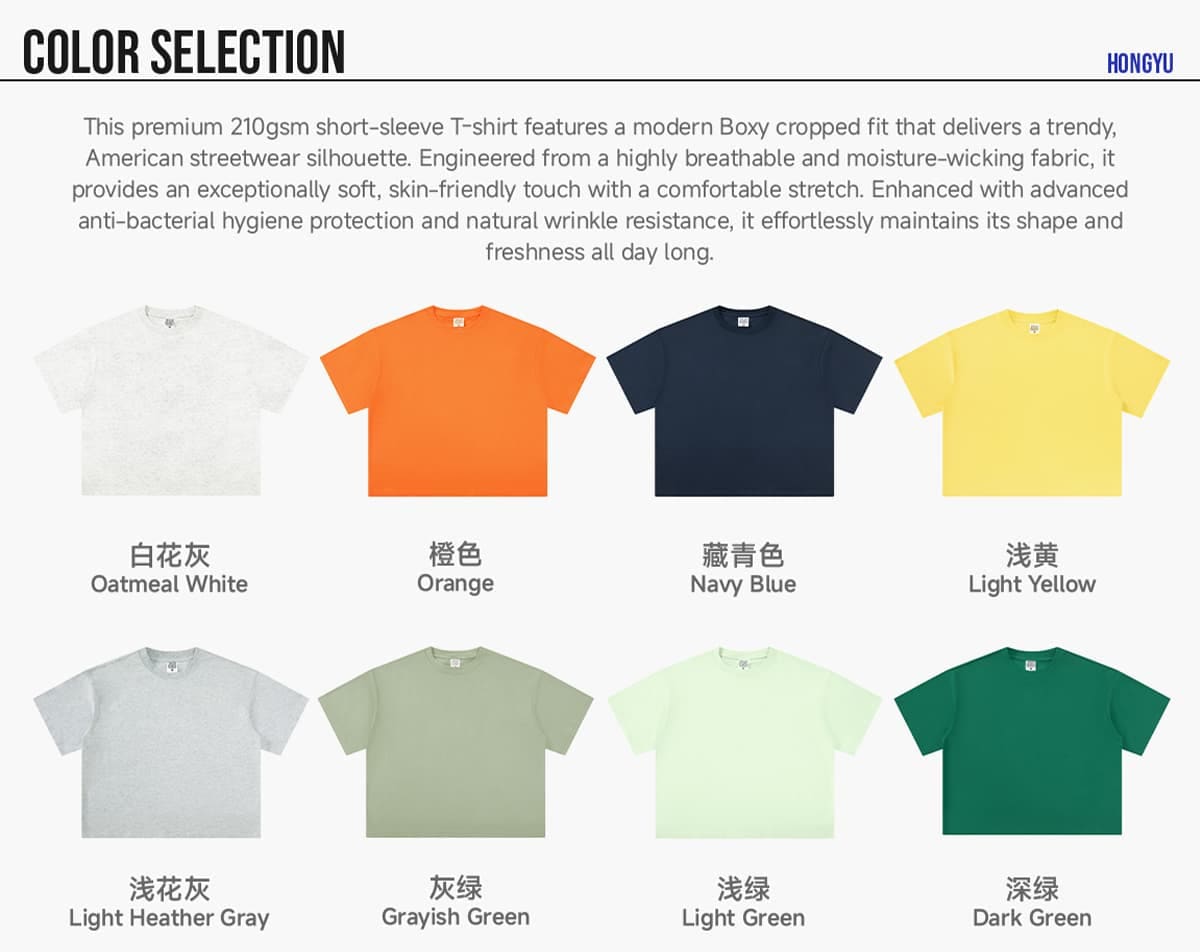 COLOR SELECTION
HONGYU
This premium 210gsm short-sleeve T-shirt features a modern Boxy cropped fit that delivers a trendy,
American streetwear silhouette. Engineered from a highly breathable and moisture-wicking fabric, it
provides an exceptionally soft, skin-friendly touch with a comfortable stretch. Enhanced with advanced
anti-bacterial hygiene protection and natural wrinkle resistance, it effortlessly maintains its shape and
freshness all day long.
白花灰
Oatmeal White
橙色
Orange
藏青色
Navy Blue
浅黄
Light Yellow
浅花灰
Light Heather Gray
灰绿
Grayish Green
浅绿
Light Green
深绿
Dark Green